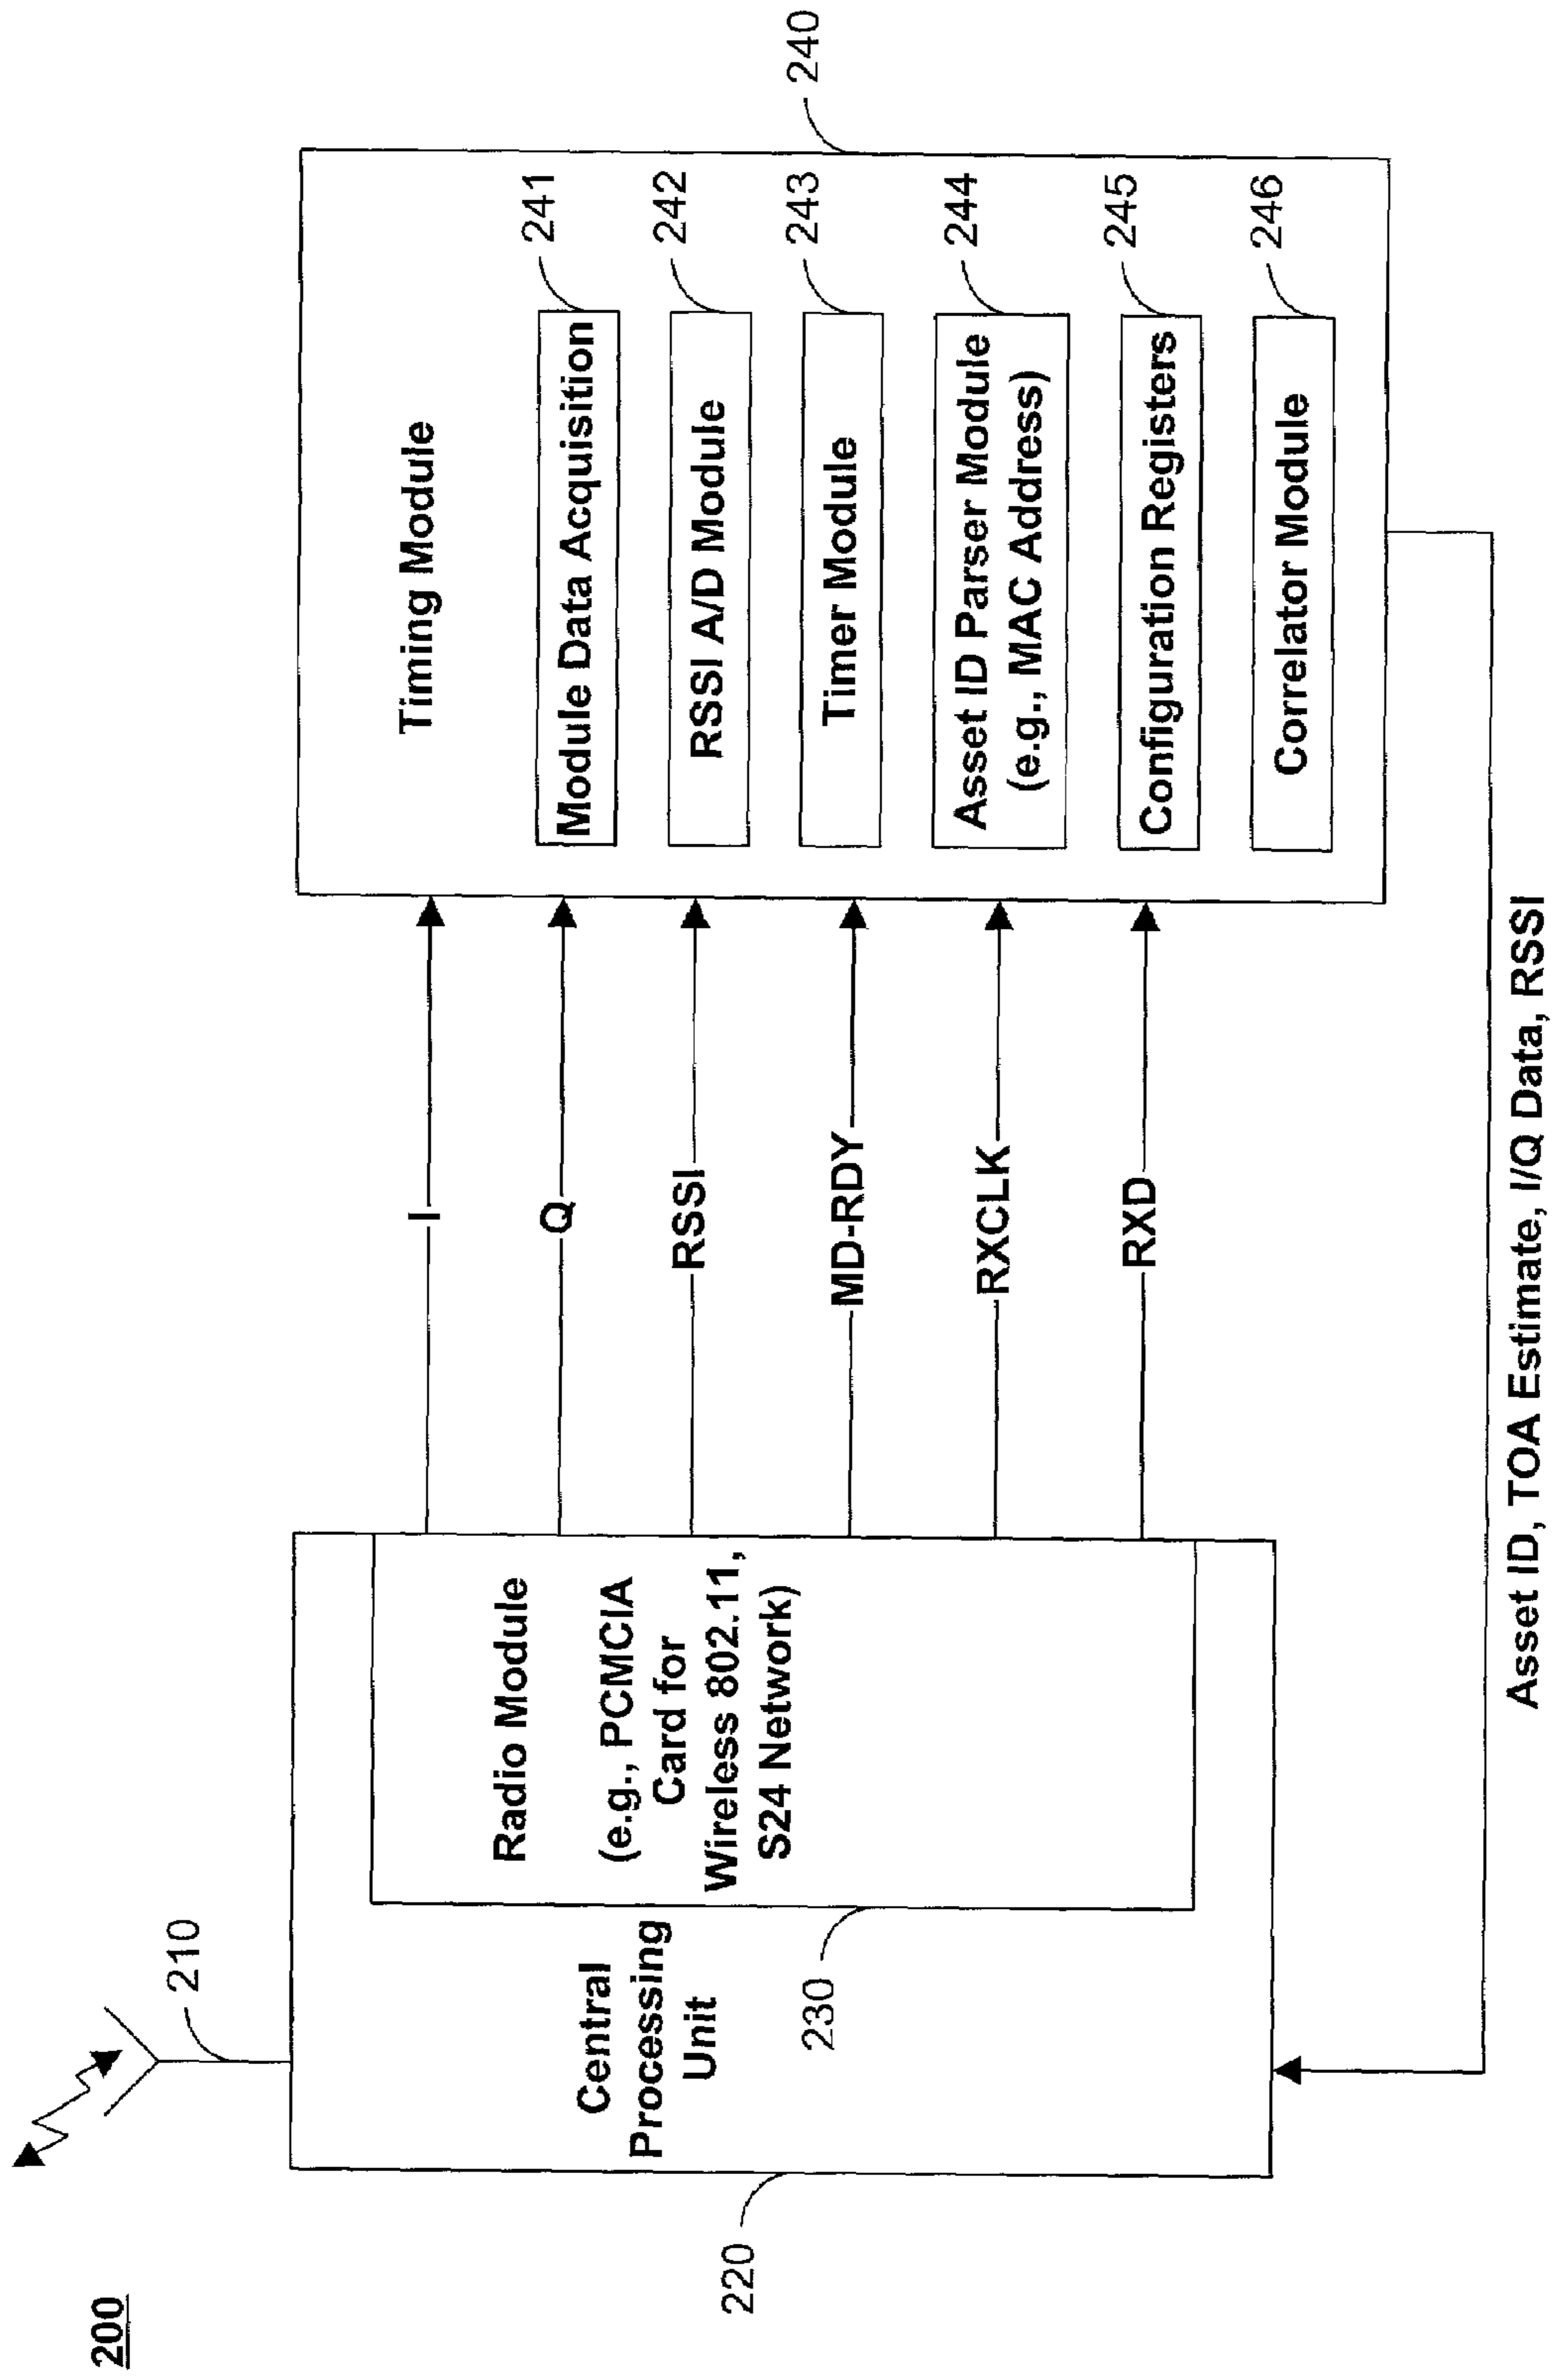 200
210
220
Central
Processing
Unit
230
Radio Module
(e.g., PCMCIA
Card for
Wireless 802.11,
S24 Network)
I
Q
RSSI
MD-RDY
RXCLK
RXD
240
Timing Module
Module Data Acquisition
241
RSSI A/D Module
242
Timer Module
243
Asset ID Parser Module
(e.g., MAC Address)
244
Configuration Registers
245
Correlator Module
246
Asset ID, TOA Estimate, I/Q Data, RSSI